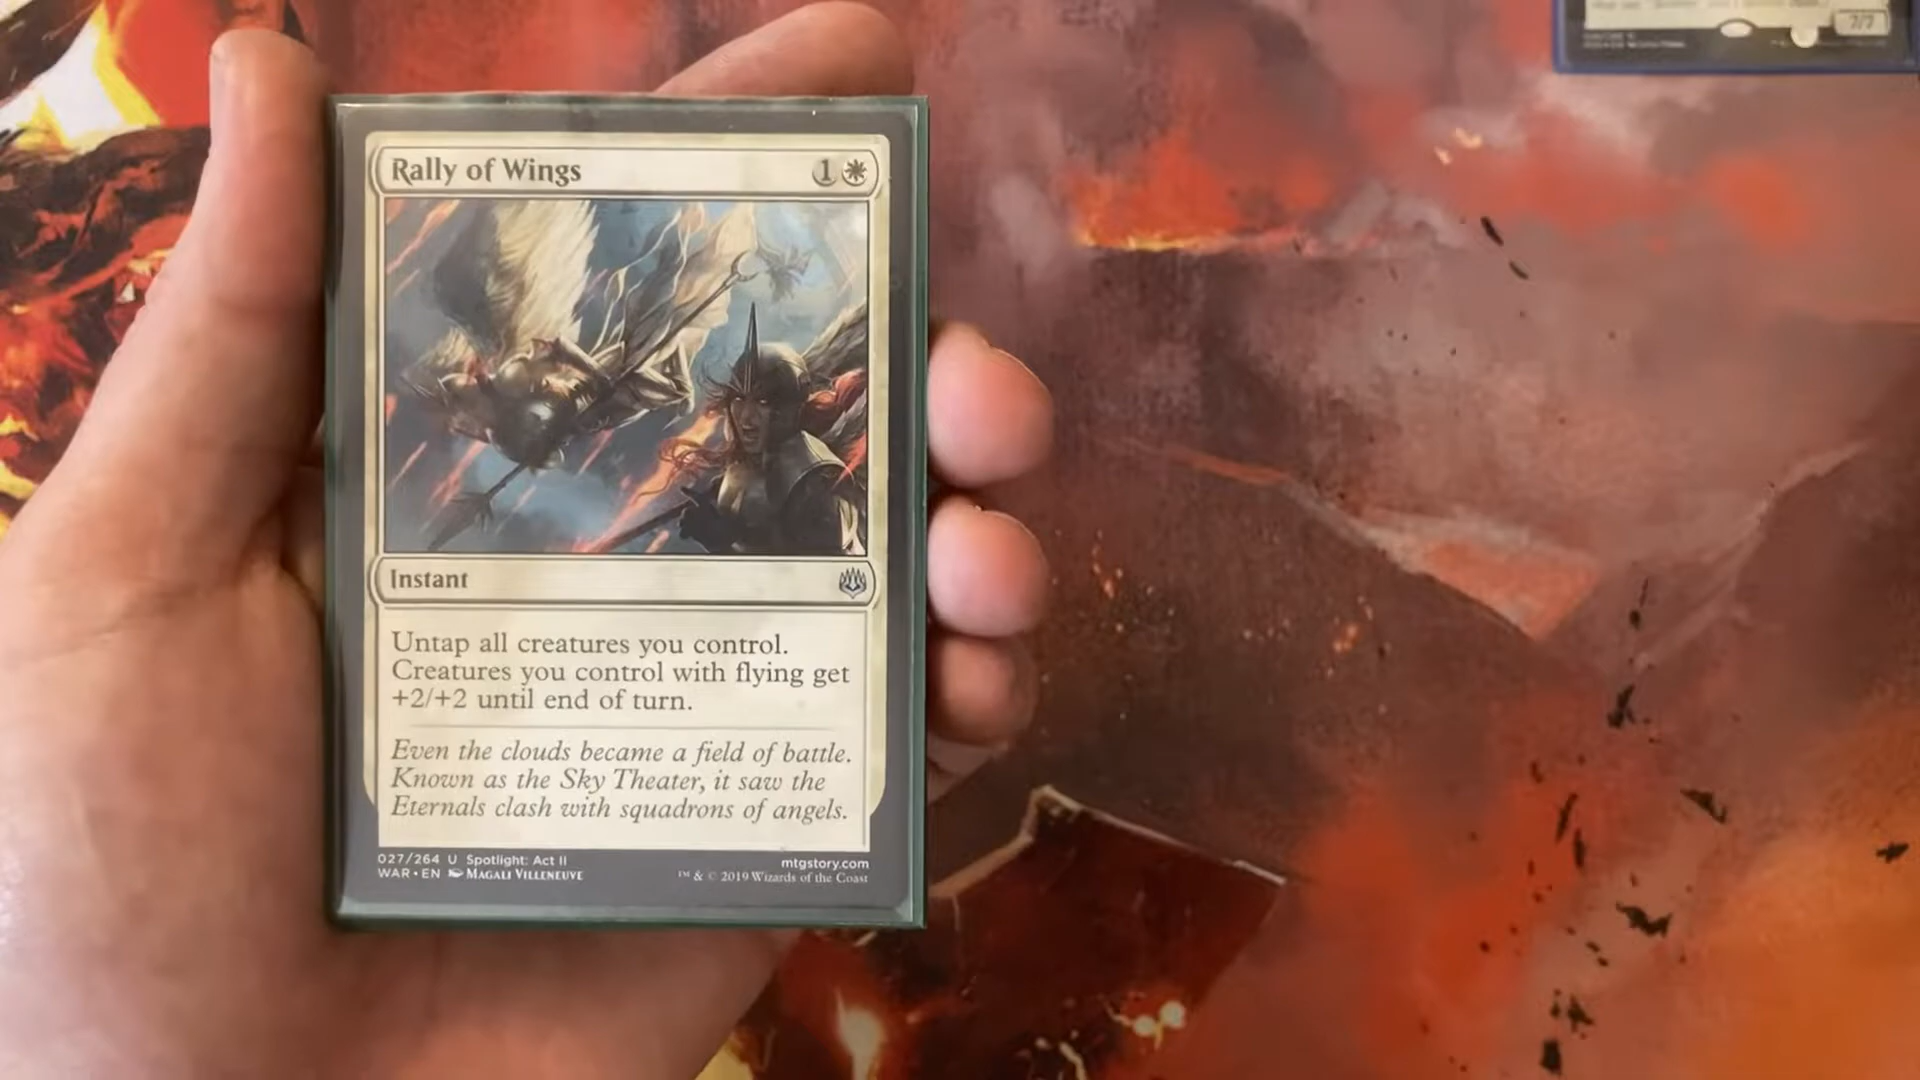 Rally of Wings 1
Instant
Untap all creatures you control.
Creatures you control with flying get
+2/+2 until end of turn.
Even the clouds became a field of battle.
Known as the Sky Theater, it saw the
Eternals clash with squadrons of angels.
027/264 U Spotlight: Act II
WAR • EN MAGALI VILLENEUVE
mtgstory.com
™ & © 2019 Wizards of the Coast